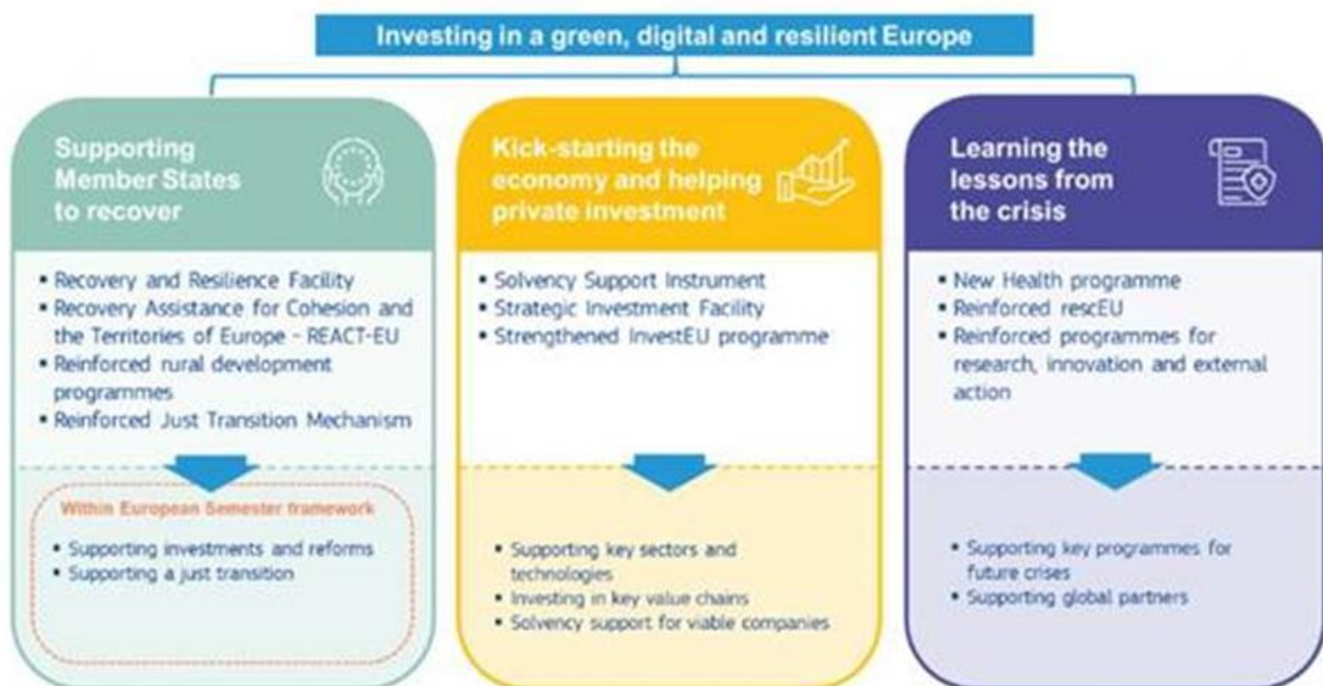 Investing in a green, digital and resilient Europe
Supporting
Member States
to recover
▪ Recovery and Resilience Facility
▪ Recovery Assistance for Cohesion and
the Territories of Europe - REACT-EU
▪ Reinforced rural development
programmes
▪ Reinforced Just Transition Mechanism
Within European Semester framework
▪ Supporting investments and reforms
▪ Supporting a just transition
Kick-starting the
economy and helping
private investment
▪ Solvency Support Instrument
▪ Strategic Investment Facility
▪ Strengthened InvestEU programme
▪ Supporting key sectors and
technologies
▪ Investing in key value chains
▪ Solvency support for viable companies
Learning the
lessons from
the crisis
▪ New Health programme
▪ Reinforced rescEU
▪ Reinforced programmes for
research, innovation and external
action
▪ Supporting key programmes for
future crises
▪ Supporting global partners